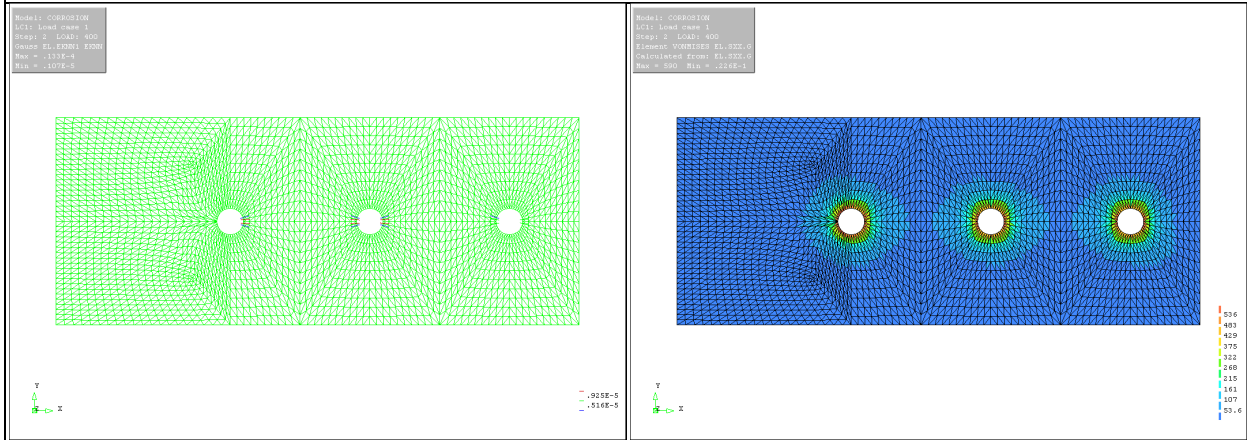 Model: CORROSION
LC1: Load case 1
Step: 2 LOAD: 400
Gauss EL.EKNN1 EKNN
Max = .133E-4
Min = .107E-5
Y
Z X
.925E-5
.516E-5
Model: CORROSION
LC1: Load case 1
Step: 2 LOAD: 400
Element VONMISES EL.SXX.G
Calculated from: EL.SXX.G
Max = 590 Min = .226E-1
Y
Z X
536
483
429
375
322
268
215
161
107
53.6